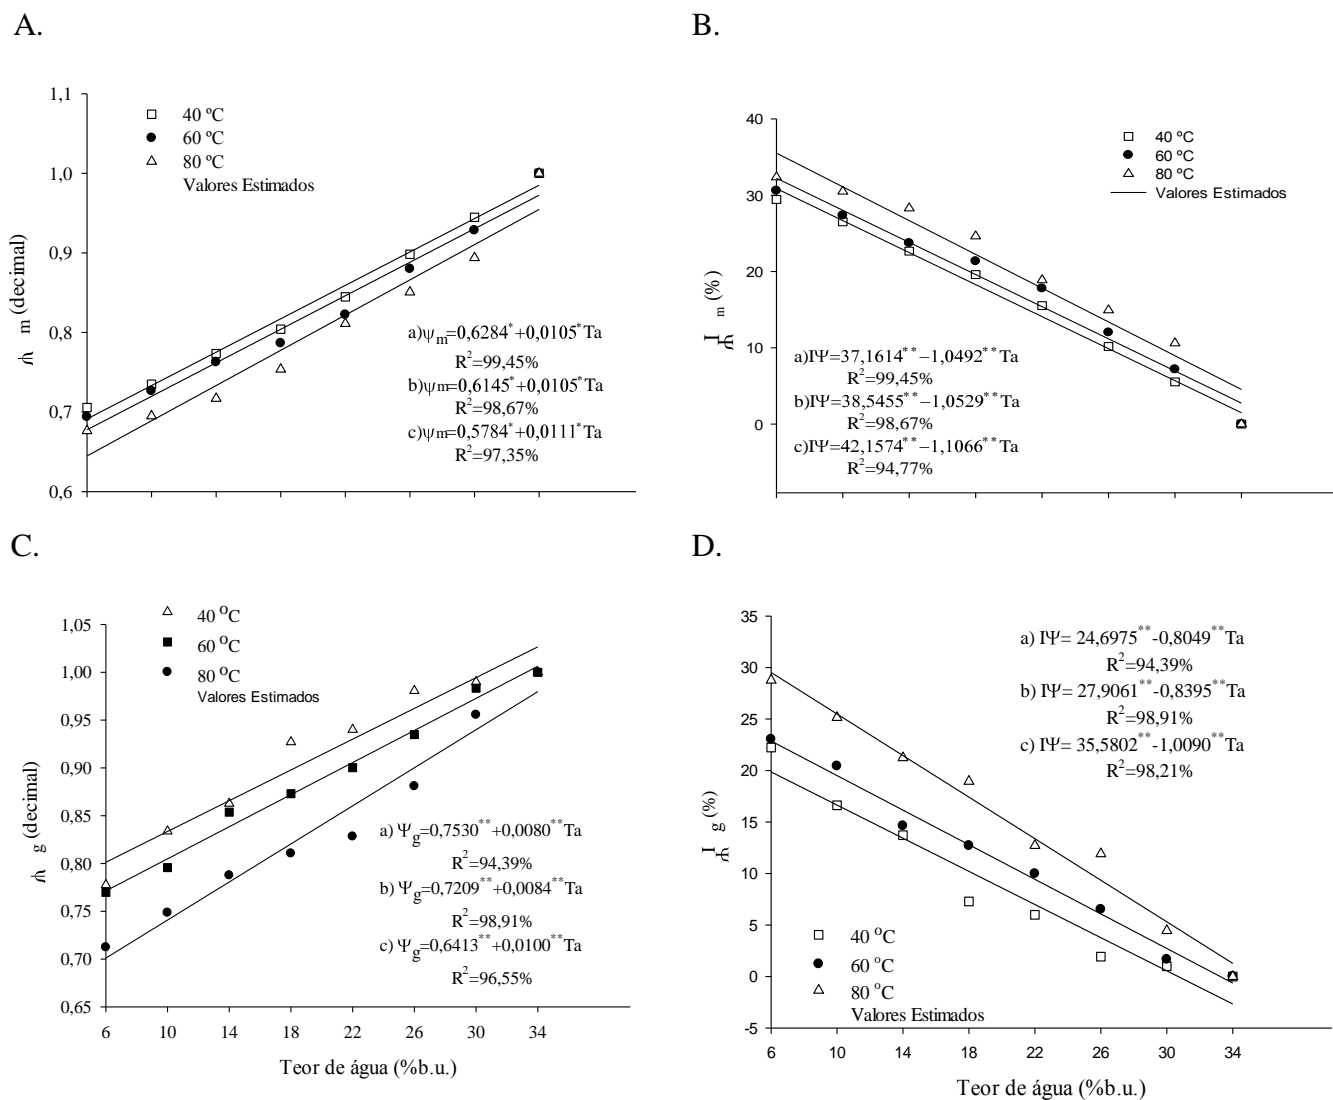 A.
1,1
1,0
0,9
0,8
0,7
0,6
m (decimal)
40 ºC
60 ºC
80 ºC
Valores Estimados
a)ψm=0,6284*+0,0105*Ta
R²=99,45%
b)ψm=0,6145*+0,0105*Ta
R²=98,67%
c)ψm=0,5784*+0,0111*Ta
R²=97,35%
B.
40
30
20
10
0
I m (%)
40 ºC
60 ºC
80 ºC
Valores Estimados
a)IΨ=37,1614**−1,0492**Ta
R²=99,45%
b)IΨ=38,5455**−1,0529**Ta
R²=98,67%
c)IΨ=42,1574**−1,1066**Ta
R²=94,77%
C.
40 ºC
60 ºC
80 ºC
Valores Estimados
1,05
1,00
0,95
0,90
0,85
0,80
0,75
0,70
0,65
g (decimal)
a) Ψg=0,7530**+0,0080**Ta
R²=94,39%
b) Ψg=0,7209**+0,0084**Ta
R²=98,91%
c) Ψg=0,6413**+0,0100**Ta
R²=96,55%
6 10 14 18 22 26 30 34
Teor de água (%b.u.)
D.
35
30
25
20
15
10
5
0
-5
I g (%)
a) IΨ= 24,6975**-0,8049**Ta
R²=94,39%
b) IΨ= 27,9061**-0,8395**Ta
R²=98,91%
c) IΨ= 35,5802**-1,0090**Ta
R²=98,21%
40 ºC
60 ºC
80 ºC
Valores Estimados
6 10 14 18 22 26 30 34
Teor de água (%b.u.)